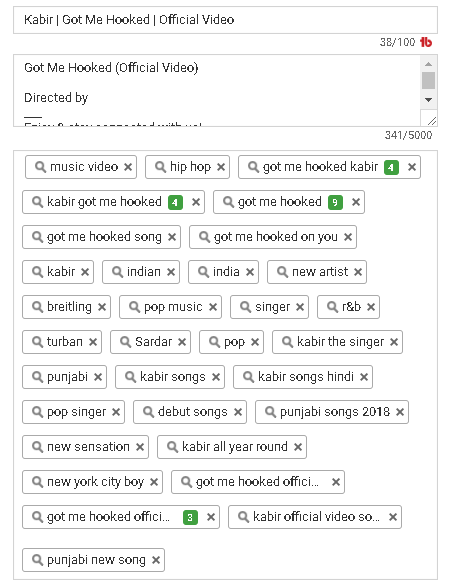 Kabir | Got Me Hooked | Official Video
38/100 tb
Got Me Hooked (Official Video)
Directed by
341/5000
music video hip hop got me hooked kabir 4
kabir got me hooked 4 got me hooked 9
got me hooked song got me hooked on you
kabir indian india new artist
breitling pop music singer r&b
turban Sardar pop kabir the singer
punjabi kabir songs kabir songs hindi
pop singer debut songs punjabi songs 2018
new sensation kabir all year round
new york city boy got me hooked offici...
got me hooked offici... 3 kabir official video so...
punjabi new song